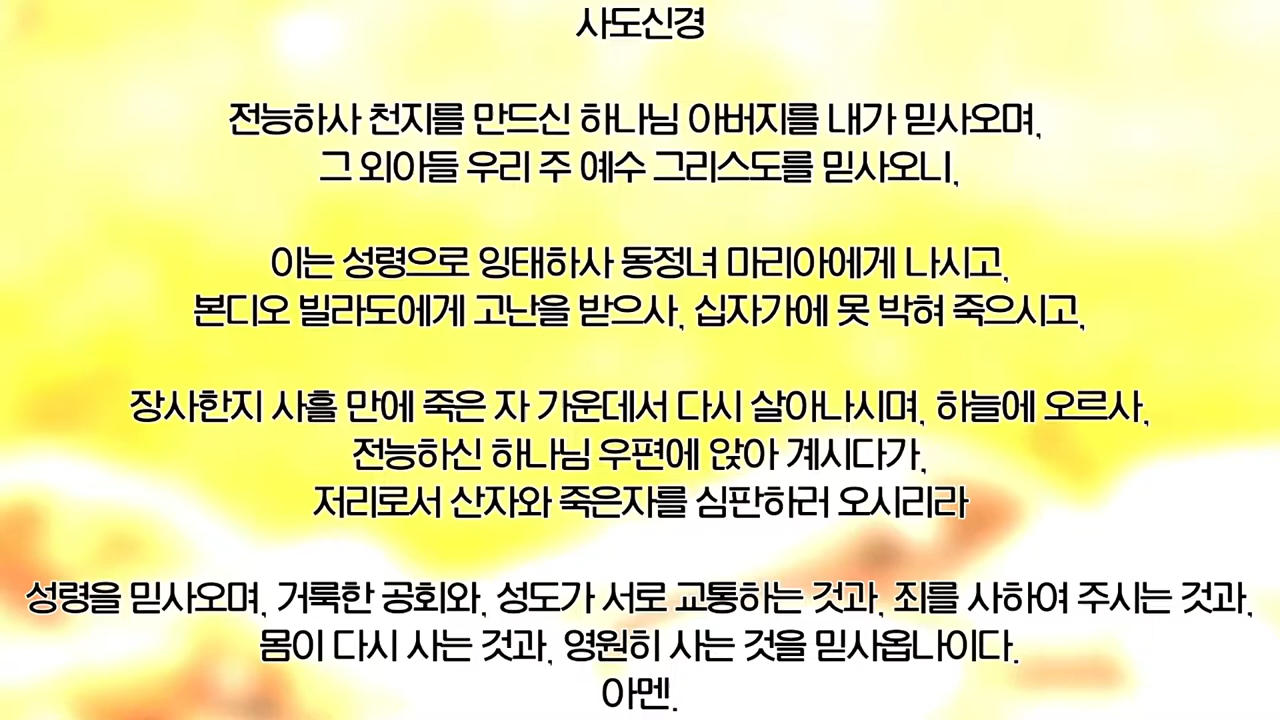 사도신경
전능하사 천지를 만드신 하나님 아버지를 내가 믿사오며,
그 외아들 우리 주 예수 그리스도를 믿사오니,
이는 성령으로 잉태하사 동정녀 마리아에게 나시고,
본디오 빌라도에게 고난을 받으사, 십자가에 못 박혀 죽으시고,
장사한지 사흘 만에 죽은 자 가운데서 다시 살아나시며, 하늘에 오르사,
전능하신 하나님 우편에 앉아 계시다가,
저리로서 산자와 죽은자를 심판하러 오시리라
성령을 믿사오며, 거룩한 공회와, 성도가 서로 교통하는 것과, 죄를 사하여 주시는 것과,
몸이 다시 사는 것과, 영원히 사는 것을 믿사옵나이다.
아멘.